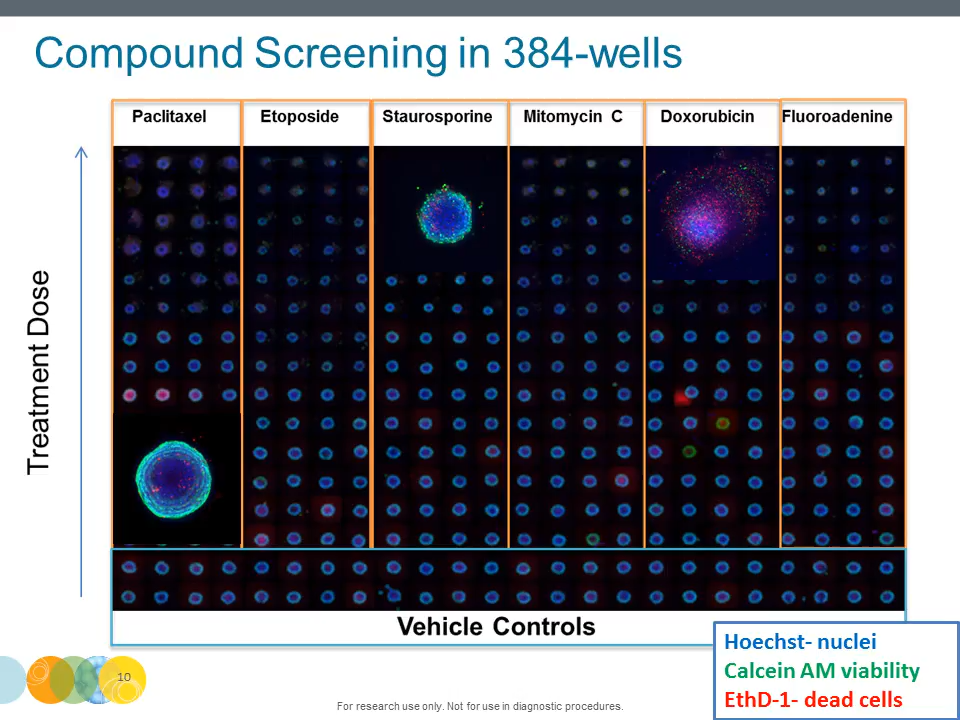 Compound Screening in 384-wells
Paclitaxel
Etoposide
Staurosporine
Mitomycin C
Doxorubicin
Fluoroadenine
Treatment Dose
Vehicle Controls
Hoechst- nuclei
Calcein AM viability
EthD-1- dead cells
10
For research use only. Not for use in diagnostic procedures.